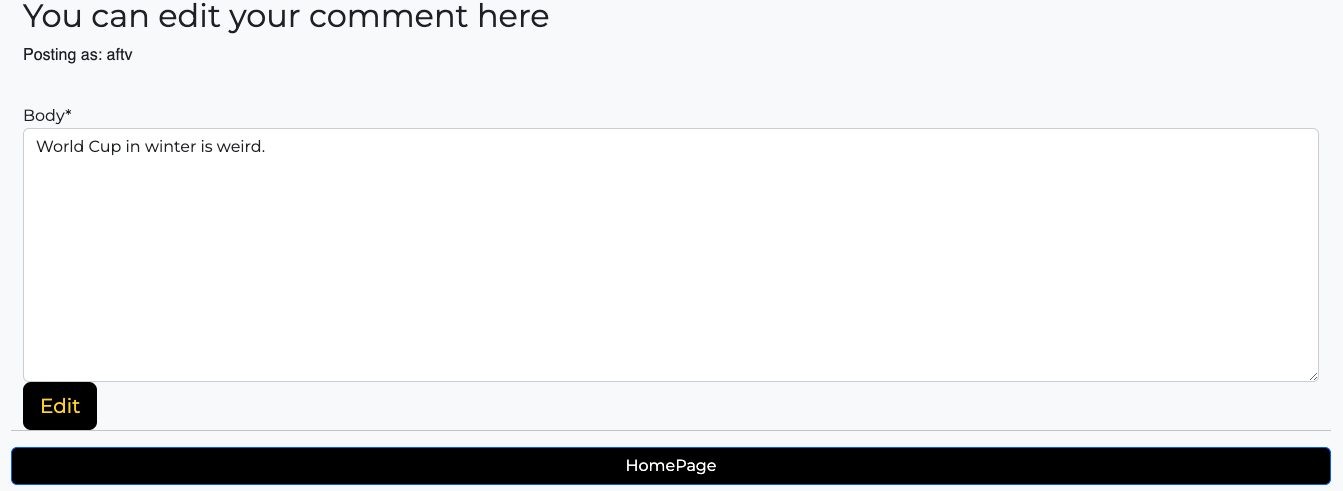 You can edit your comment here
Posting as: aftv
Body*
World Cup in winter is weird.
Edit
HomePage